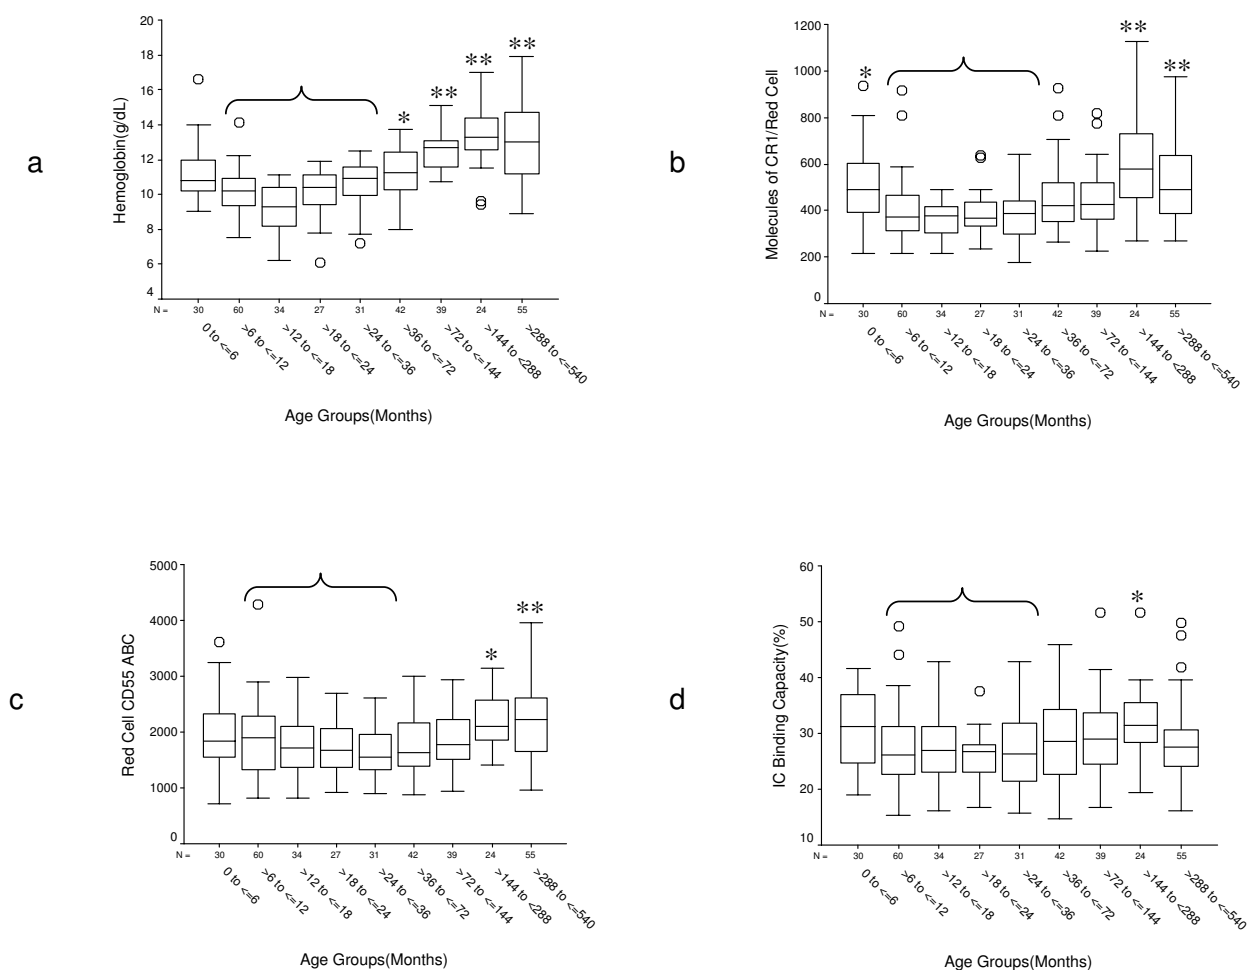 a
Hemoglobin(g/dL)
20
18
16
14
12
10
8
6
4
** ** ** *
N = 30 60 34 27 31 42 39 24 55
0 to <=6
>6 to <=12
>12 to <=18
>18 to <=24
>24 to <=36
>36 to <=72
>72 to <=144
>144 to <288
>288 to <=540
Age Groups(Months)
b
Molecules of CR1/Red Cell
1200
1000
800
600
400
200
0
* ** **
N = 30 60 34 27 31 42 39 24 55
0 to <=6
>6 to <=12
>12 to <=18
>18 to <=24
>24 to <=36
>36 to <=72
>72 to <=144
>144 to <288
>288 to <=540
Age Groups(Months)
c
Red Cell CD55 ABC
5000
4000
3000
2000
1000
0
* **
N = 30 60 34 27 31 42 39 24 55
0 to <=6
>6 to <=12
>12 to <=18
>18 to <=24
>24 to <=36
>36 to <=72
>72 to <=144
>144 to <288
>288 to <=540
Age Groups(Months)
d
IC Binding Capacity(%)
60
50
40
30
20
10
*
N = 30 60 34 27 31 42 39 24 55
0 to <=6
>6 to <=12
>12 to <=18
>18 to <=24
>24 to <=36
>36 to <=72
>72 to <=144
>144 to <288
>288 to <=540
Age Groups(Months)